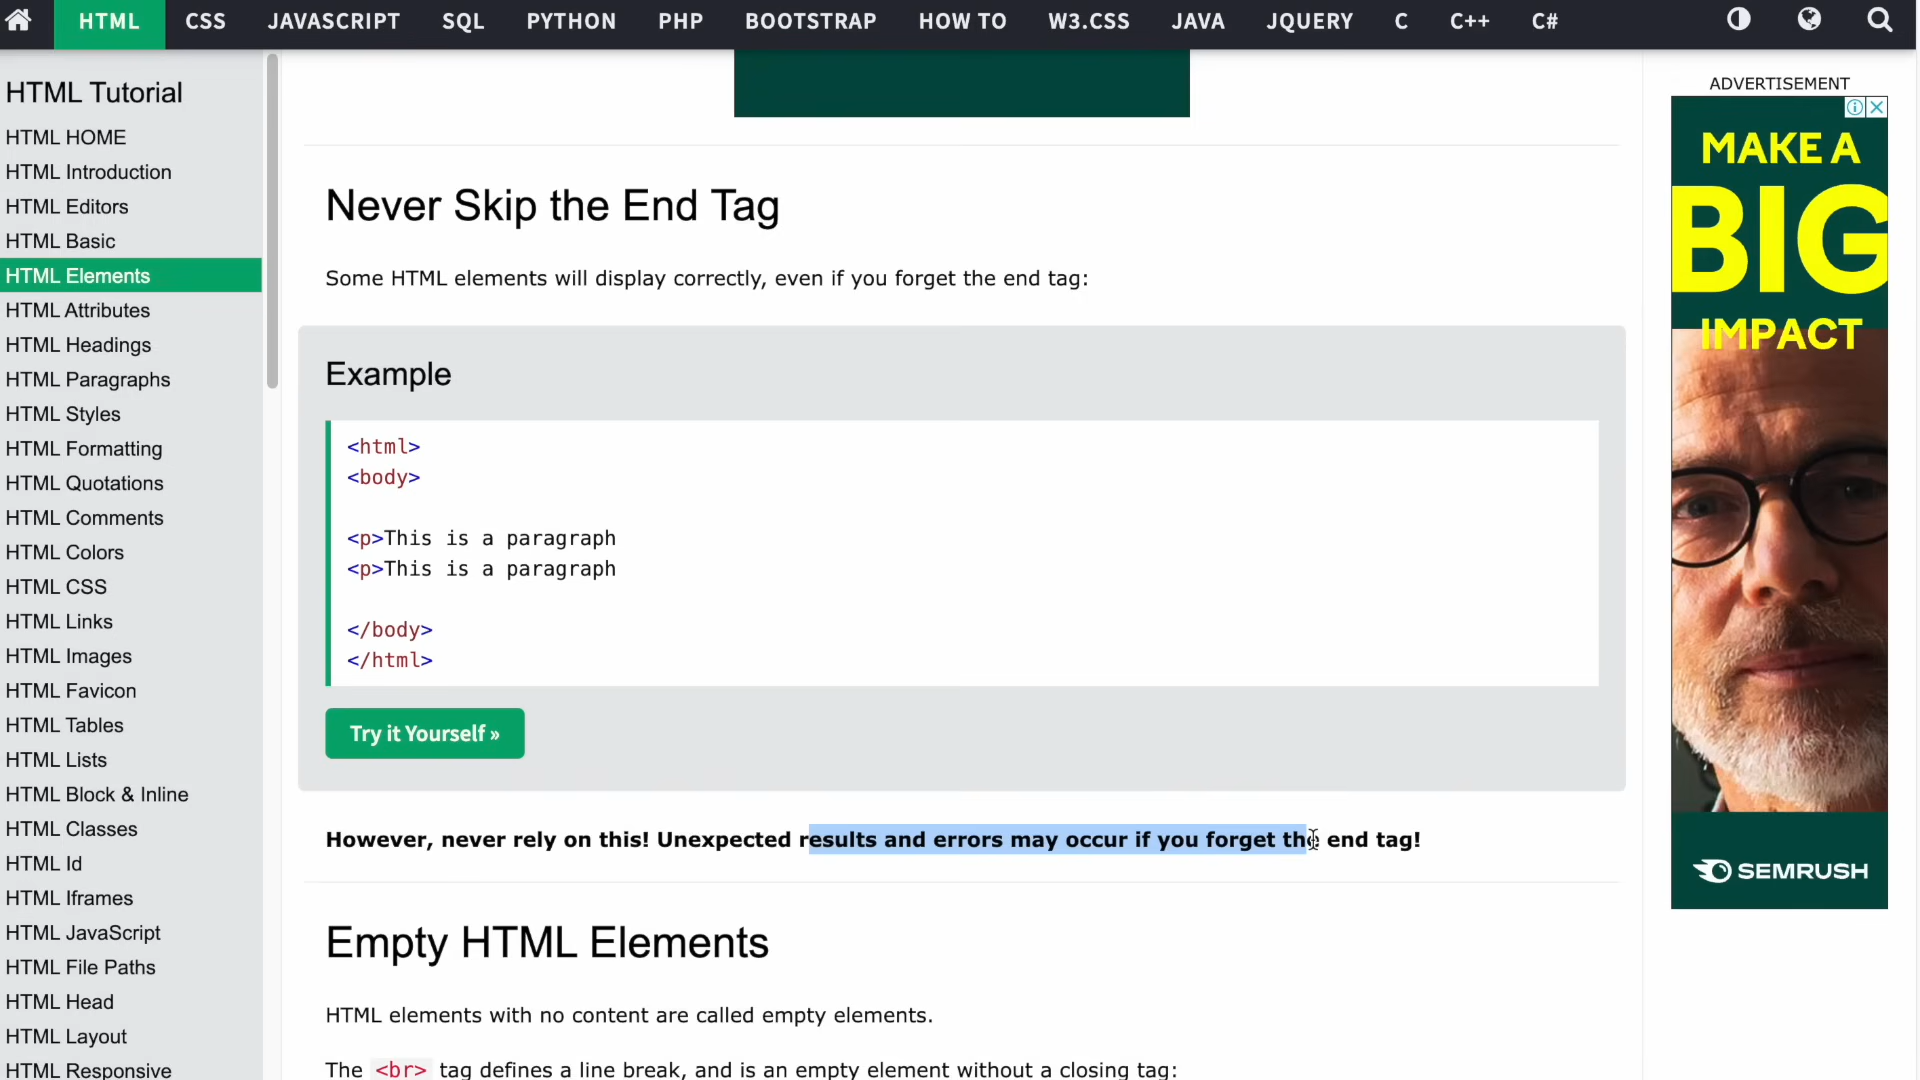 HTML CSS JAVASCRIPT SQL PYTHON PHP BOOTSTRAP HOW TO W3.CSS JAVA JQUERY C C++ C#
HTML Tutorial
HTML HOME
HTML Introduction
HTML Editors
HTML Basic
HTML Elements
HTML Attributes
HTML Headings
HTML Paragraphs
HTML Styles
HTML Formatting
HTML Quotations
HTML Comments
HTML Colors
HTML CSS
HTML Links
HTML Images
HTML Favicon
HTML Tables
HTML Lists
HTML Block & Inline
HTML Classes
HTML Id
HTML Iframes
HTML JavaScript
HTML File Paths
HTML Head
HTML Layout
HTML Responsive
Never Skip the End Tag
Some HTML elements will display correctly, even if you forget the end tag:
Example
<html>
<body>
<p>This is a paragraph
<p>This is a paragraph
</body>
</html>
Try it Yourself »
However, never rely on this! Unexpected results and errors may occur if you forget the end tag!
Empty HTML Elements
HTML elements with no content are called empty elements.
The <br> tag defines a line break, and is an empty element without a closing tag:
ADVERTISEMENT
MAKE A
BIG
IMPACT
SEMRUSH